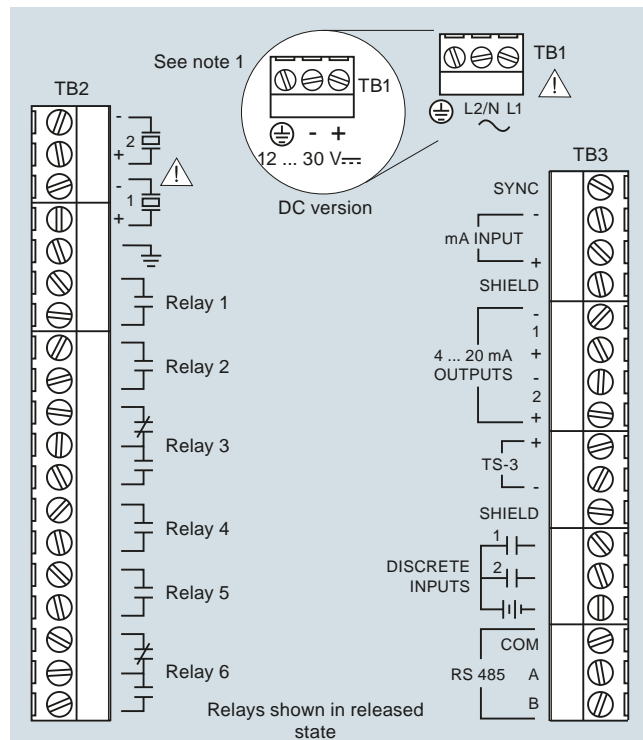 See note 1
TB1
- +
12 ... 30 V
DC version
TB1
L2/N L1
TB2
-
2
+
-
1
+
Relay 1
Relay 2
Relay 3
Relay 4
Relay 5
Relay 6
Relays shown in released
state
TB3
SYNC
-
mA INPUT
+
SHIELD
-
1
4 ... 20 mA
+
OUTPUTS
-
2
+
+
TS-3
-
SHIELD
1
DISCRETE
2
INPUTS
COM
RS 485 A
B